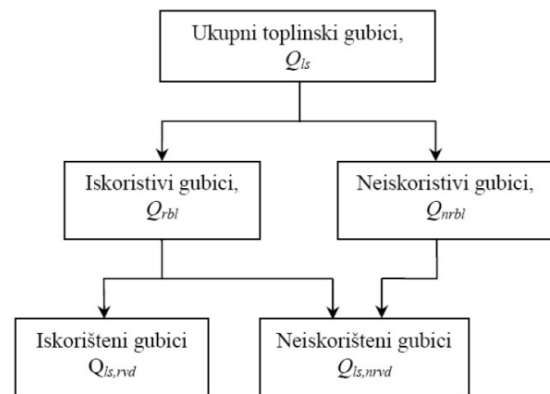 Ukupni toplinski gubici,
Qls
Iskoristivi gubici,
Qrbl
Neiskoristivi gubici,
Qnrbl
Iskorišteni gubici
Qls,rvd
Neiskorišteni gubici
Qls,nrvd